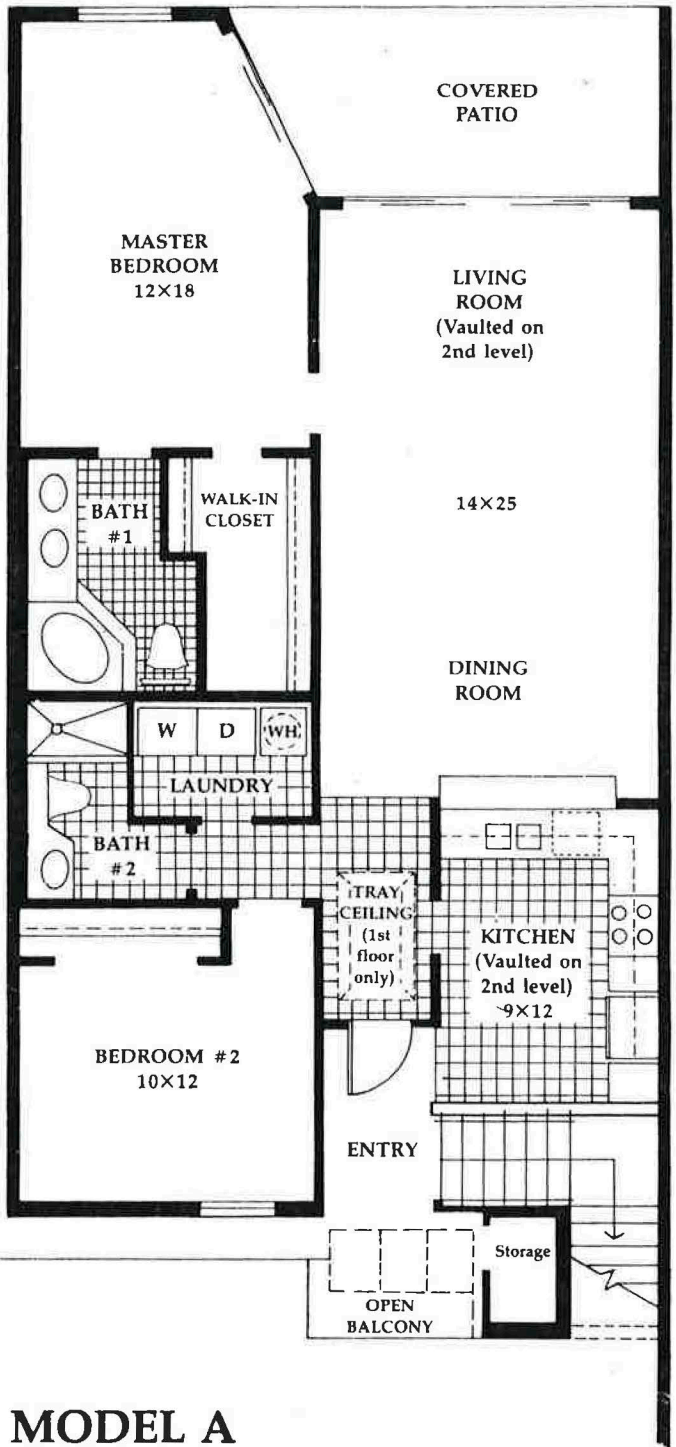 COVERED
PATIO
MASTER
BEDROOM
12×18
LIVING
ROOM
(Vaulted on
2nd level)
BATH
#1
WALK-IN
CLOSET
14×25
DINING
ROOM
W
D
WH
LAUNDRY
BATH
#2
TRAY
CEILING
(1st
floor
only)
KITCHEN
(Vaulted on
2nd level)
9×12
BEDROOM #2
10×12
ENTRY
Storage
OPEN
BALCONY
MODEL A